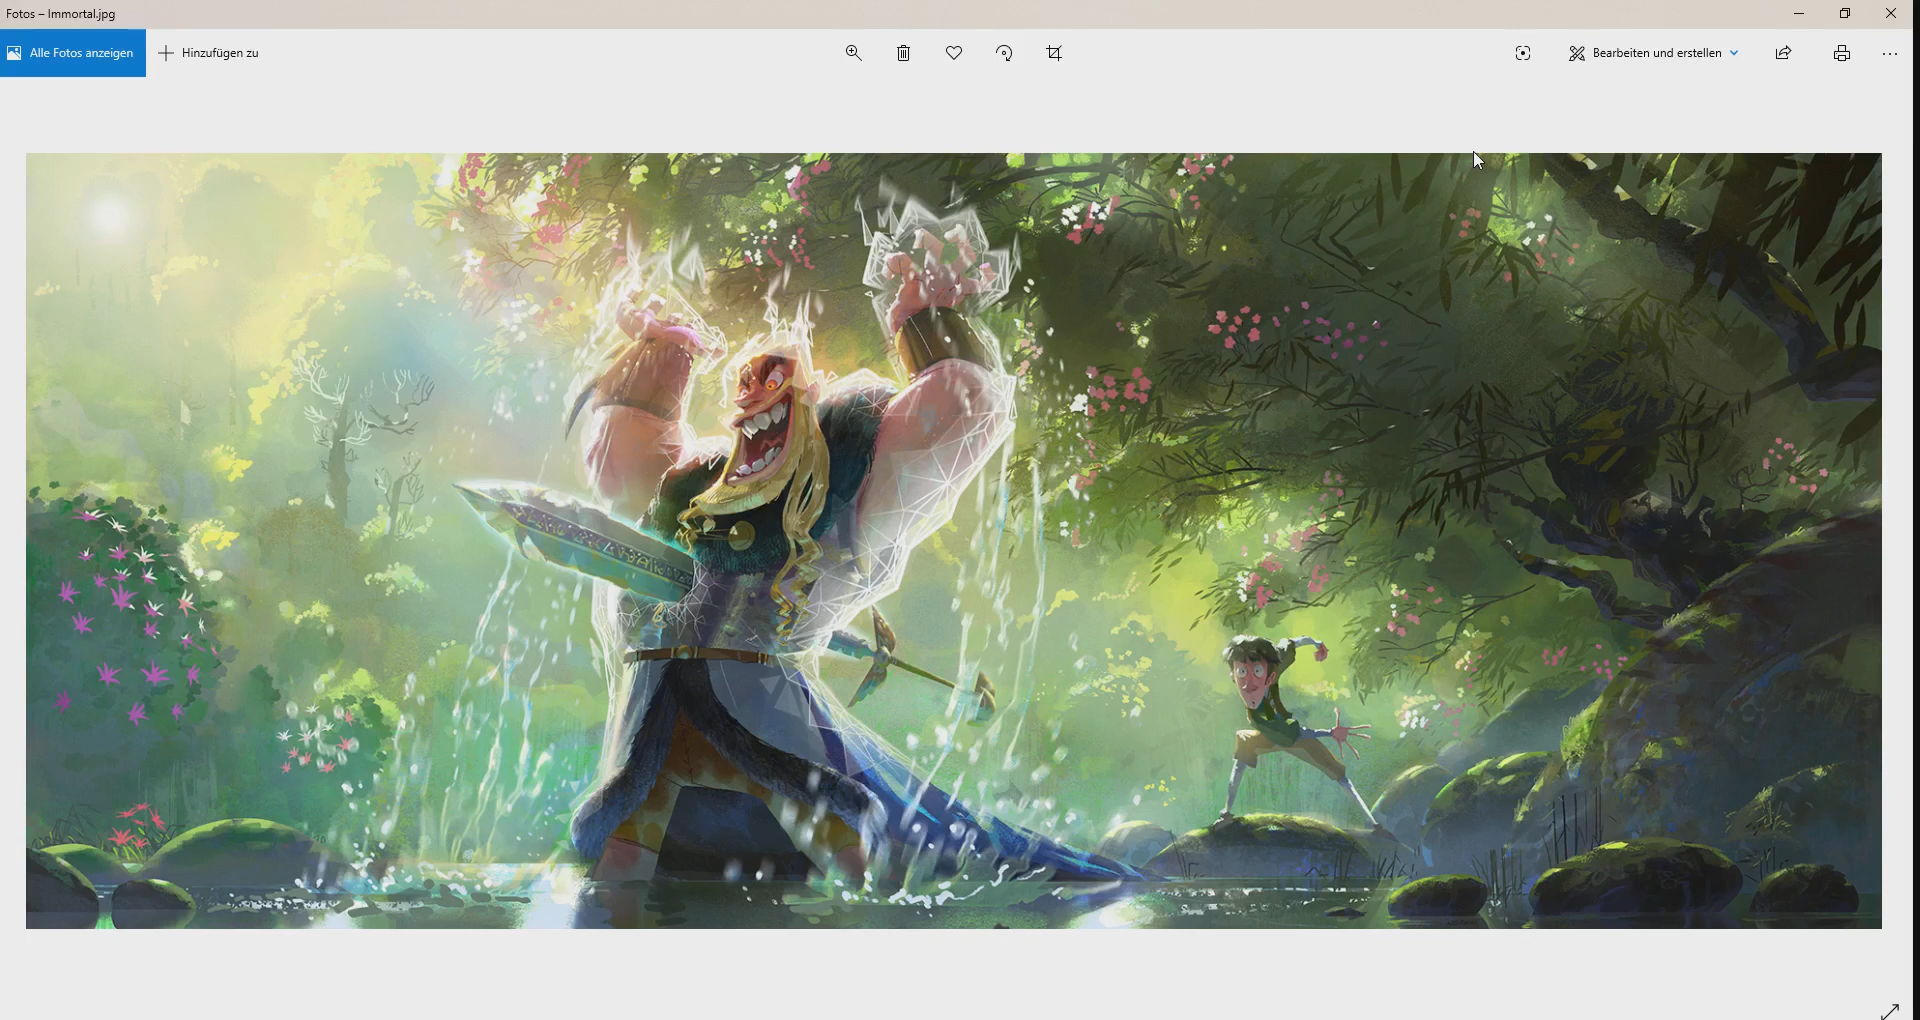 Fotos – Immortal.jpg
Alle Fotos anzeigen
Hinzufügen zu
Bearbeiten und erstellen